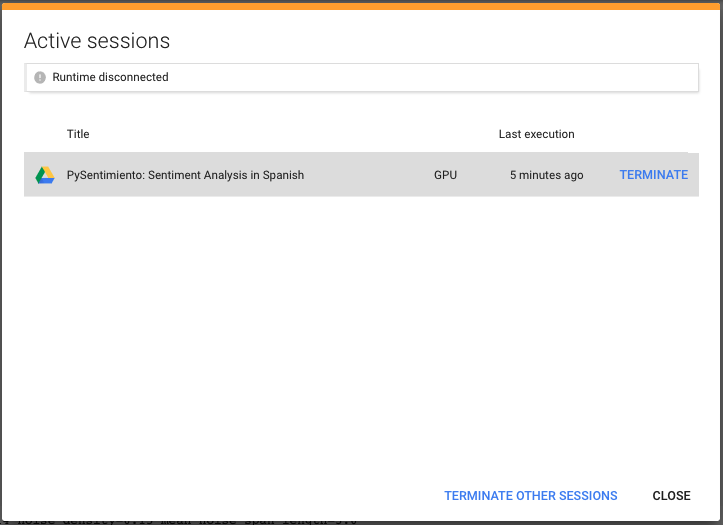 Active sessions
Runtime disconnected
Title Last execution
PySentimiento: Sentiment Analysis in Spanish GPU 5 minutes ago TERMINATE
TERMINATE OTHER SESSIONS CLOSE